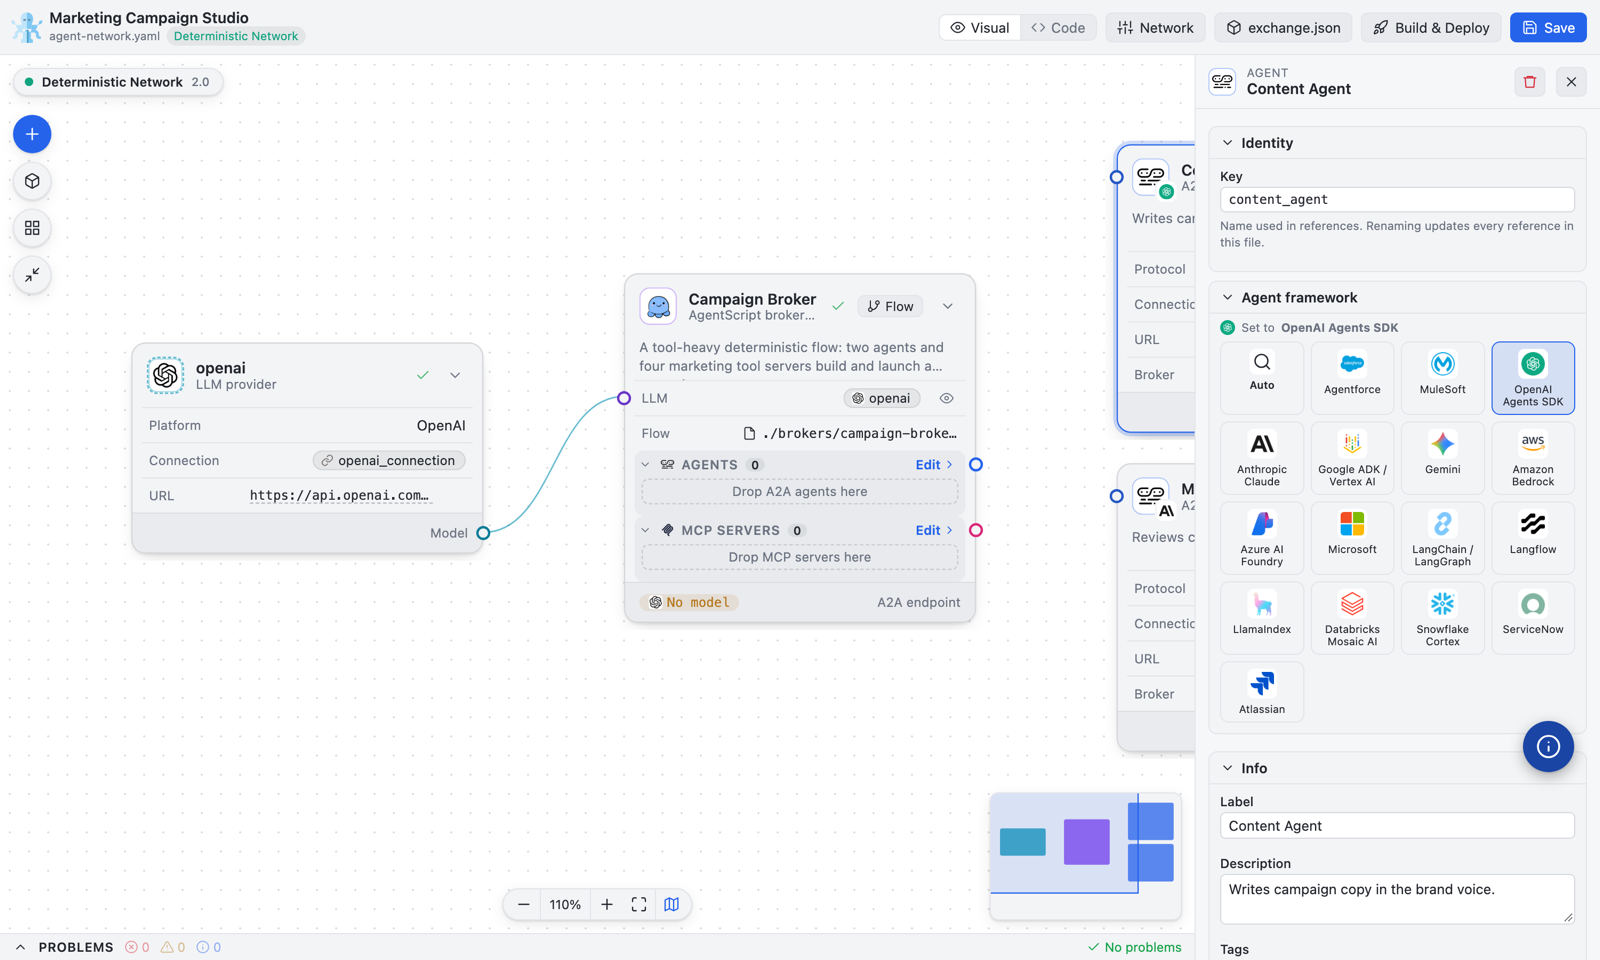 Marketing Campaign Studio
agent-network.yaml Deterministic Network
Visual Code Network exchange.json Build & Deploy Save
Deterministic Network 2.0
openai
LLM provider
Platform OpenAI
Connection openai_connection
URL https://api.openai.com…
Model
Campaign Broker
AgentScript broker...
Flow
A tool-heavy deterministic flow: two agents and
four marketing tool servers build and launch a...
LLM openai
Flow ./brokers/campaign-broke…
AGENTS 0 Edit
Drop A2A agents here
MCP SERVERS 0 Edit
Drop MCP servers here
No model A2A endpoint
Writes
Protocol
URL
Broker
Reviews
Protocol
URL
Broker
110%
PROBLEMS 0 0 0
No problems
AGENT
Content Agent
Identity
Key
content_agent
Name used in references. Renaming updates every reference in
this file.
Agent framework
Set to OpenAI Agents SDK
Auto
Agentforce
MuleSoft
OpenAI
Agents SDK
Anthropic
Claude
Google ADK /
Vertex AI
Gemini
aws
Amazon
Bedrock
Azure AI
Foundry
Microsoft
LangChain /
LangGraph
Langflow
LlamaIndex
Databricks
Mosaic AI
Snowflake
Cortex
ServiceNow
Atlassian
Info
Label
Content Agent
Description
Writes campaign copy in the brand voice.
Tags